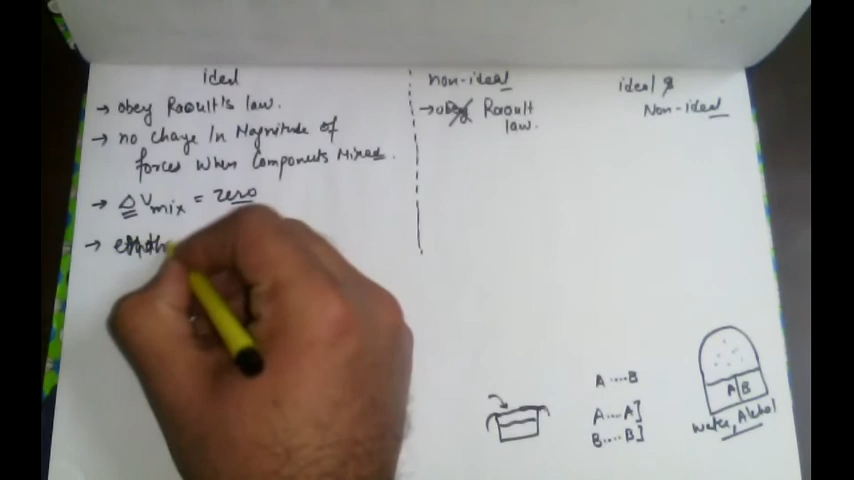 ideal
→ obey Raoult's law.
→ no change In Magnitude of
forces When Components Mixed.
→ ΔVmix = zero
→
non-ideal
→ obey Raoult
law.
ideal &
Non-ideal
A....B
A....A]
B....B]
A|B
Water, Alcohol